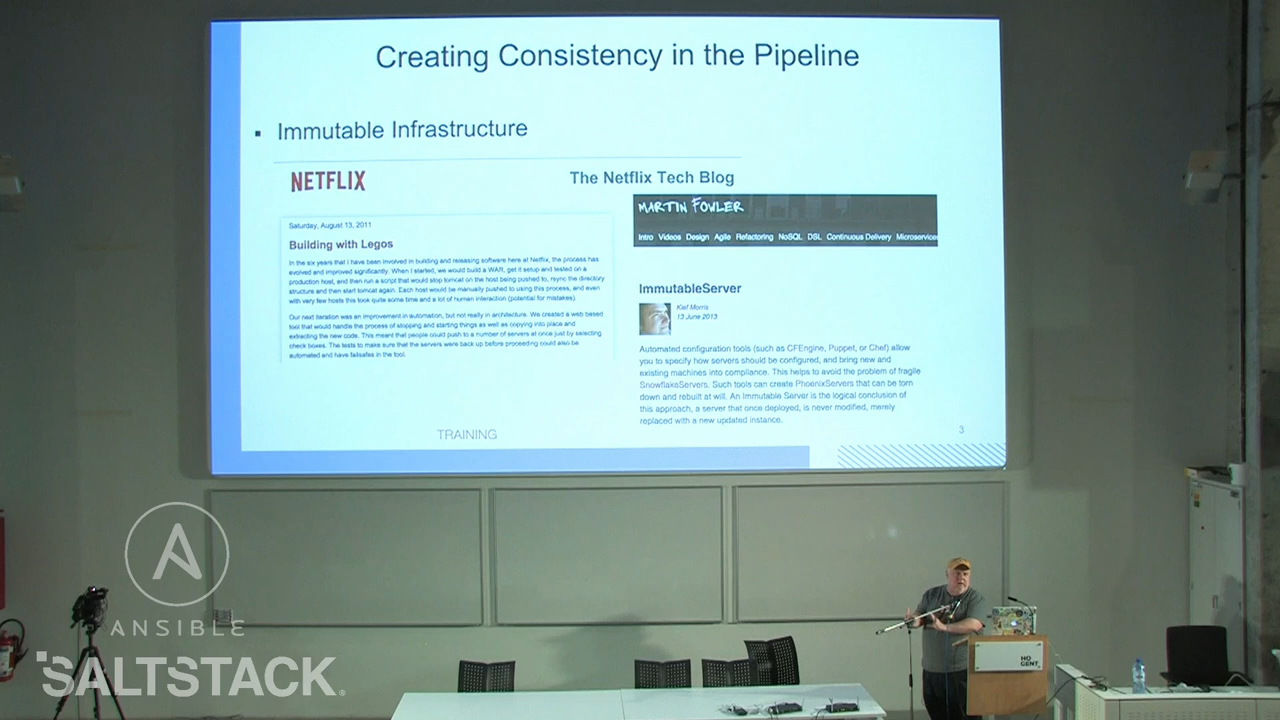 Creating Consistency in the Pipeline
▪ Immutable Infrastructure
NETFLIX
The Netflix Tech Blog
Saturday, August 13, 2011
Building with Legos
In the six years that I have been involved in building and releasing software here at Netflix, the process has
evolved and improved significantly. When I started, we would build a WAR, get it setup and tested on a
production host, and then run a script that would stop tomcat on the host being pushed to, rsync the directory
structure and then start tomcat again. Each host would be manually pushed to using this process, and even
with very few hosts this took quite some time and a lot of human interaction (potential for mistakes).
Our next iteration was an improvement in automation, but not really in architecture. We created a web based
tool that would handle the process of stopping and starting things as well as copying into place and
extracting the new code. This meant that people could push to a number of servers at once just by selecting
check boxes. The tests to make sure that the servers were back up before proceeding could also be
automated and have failsafes in the tool.
MARTIN FOWLER
Intro Videos Design Agile Refactoring NoSQL DSL Continuous Delivery Microservices
ImmutableServer
Kief Morris
13 June 2013
Automated configuration tools (such as CFEngine, Puppet, or Chef) allow
you to specify how servers should be configured, and bring new and
existing machines into compliance. This helps to avoid the problem of fragile
SnowflakeServers. Such tools can create PhoenixServers that can be torn
down and rebuilt at will. An Immutable Server is the logical conclusion of
this approach, a server that once deployed, is never modified, merely
replaced with a new updated instance.
TRAINING
3
ANSIBLE
SALTSTACK
HO
GENT